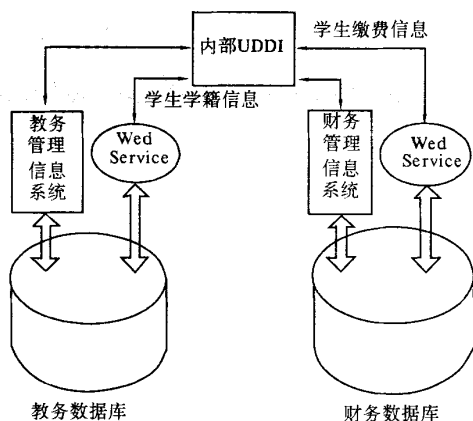 内部UDDI
学生缴费信息
学生学籍信息
教务
管理
信息
系统
Wed
Service
财务
管理
信息
系统
Wed
Service
教务数据库
财务数据库